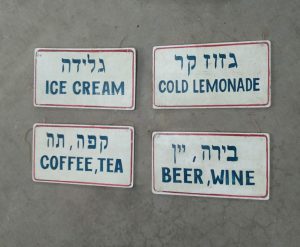 גלידה
ICE CREAM
גזוז קר
COLD LEMONADE
קפה, תה
COFFEE,TEA
בירה, יין
BEER,WINE